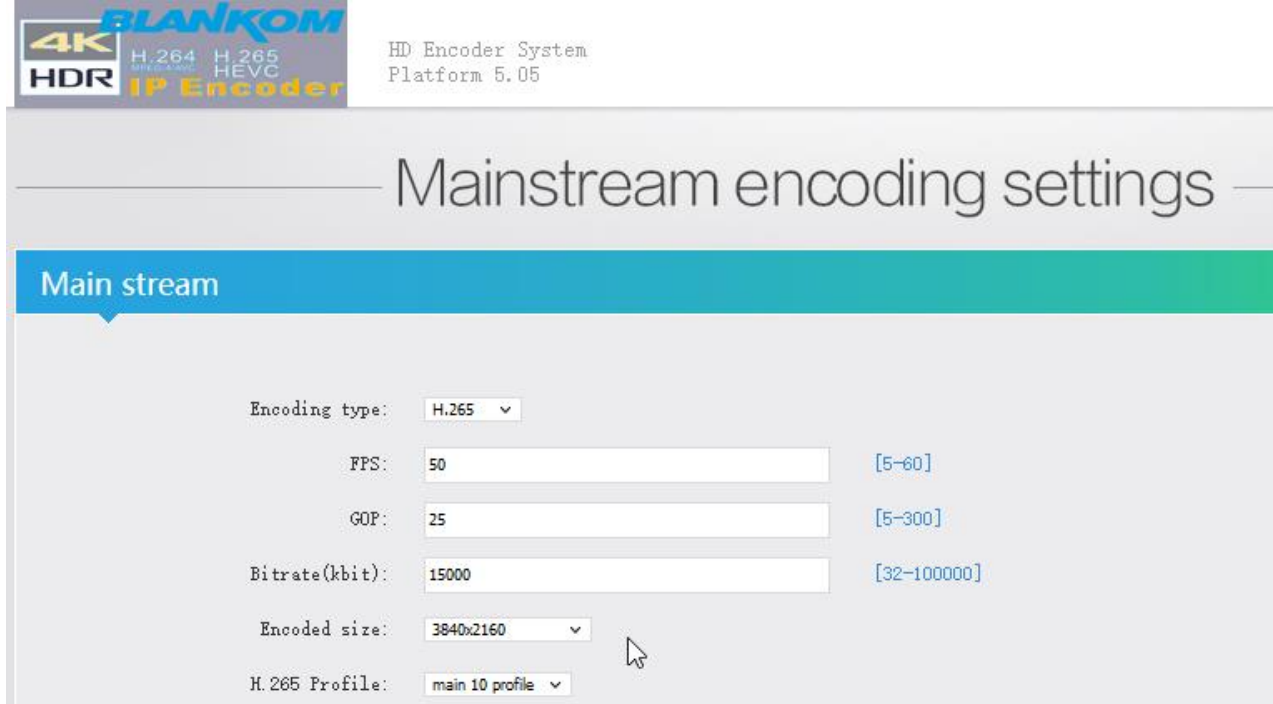 BLANKOM
4K
HDR
H.264 H.265
HEVC
IP Encoder
HD Encoder System
Platform 5.05
Mainstream encoding settings
Main stream
Encoding type: H.265
FPS: 50 [5-60]
GOP: 25 [5-300]
Bitrate(kbit): 15000 [32-100000]
Encoded size: 3840x2160
H.265 Profile: main 10 profile